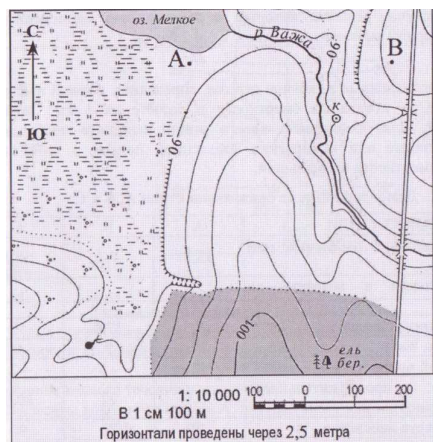 оз. Мелкое
р. Важа
С
А
В
90
к
Ю
90
100
ель
бер.
1: 10 000
100 0 100 200
В 1 см 100 м
Горизонтали проведены через 2,5 метра